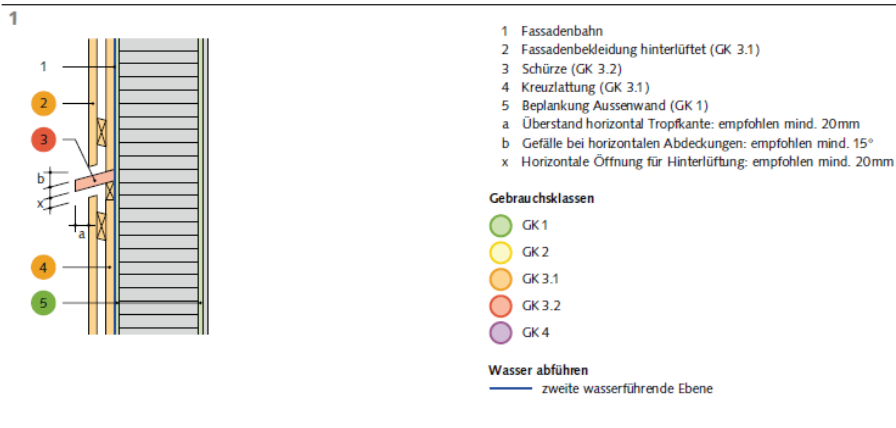 1
1
2
3
b
x
a
4
5
1 Fassadenbahn
2 Fassadenbekleidung hinterlüftet (GK 3.1)
3 Schürze (GK 3.2)
4 Kreuzlattung (GK 3.1)
5 Beplankung Aussenwand (GK 1)
a Überstand horizontal Tropfkante: empfohlen mind. 20mm
b Gefälle bei horizontalen Abdeckungen: empfohlen mind. 15°
x Horizontale Öffnung für Hinterlüftung: empfohlen mind. 20mm
Gebrauchsklassen
GK 1
GK 2
GK 3.1
GK 3.2
GK 4
Wasser abführen
zweite wasserführende Ebene